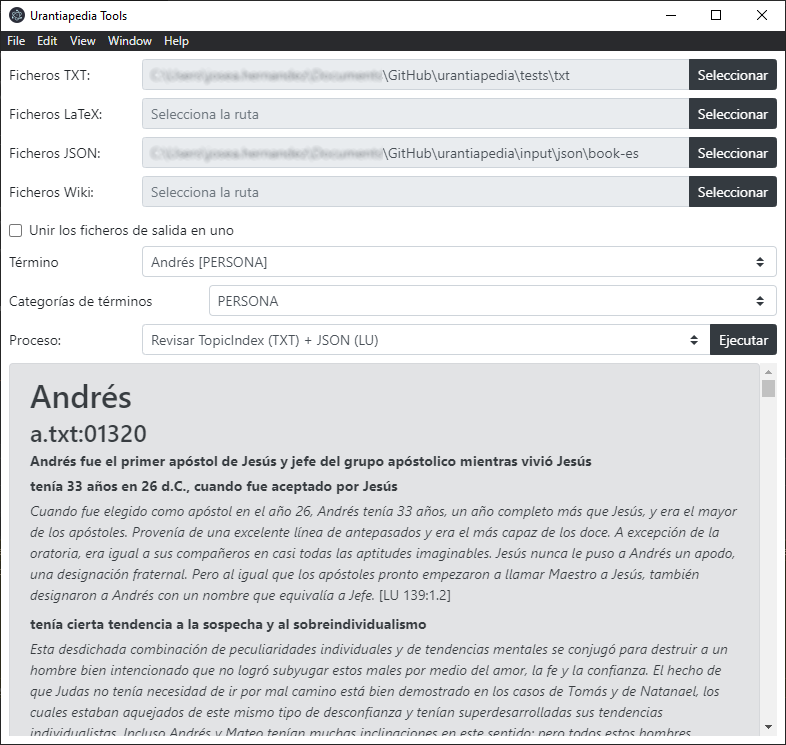 Urantiapedia Tools
File Edit View Window Help
Ficheros TXT: \GitHub\urantiapedia\tests\txt Seleccionar
Ficheros LaTeX: Selecciona la ruta Seleccionar
Ficheros JSON: \GitHub\urantiapedia\input\json\book-es Seleccionar
Ficheros Wiki: Selecciona la ruta Seleccionar
Unir los ficheros de salida en uno
Término Andrés [PERSONA]
Categorías de términos PERSONA
Proceso: Revisar TopicIndex (TXT) + JSON (LU) Ejecutar
Andrés
a.txt:01320
Andrés fue el primer apóstol de Jesús y jefe del grupo apóstolico mientras vivió Jesús
tenía 33 años en 26 d.C., cuando fue aceptado por Jesús
Cuando fue elegido como apóstol en el año 26, Andrés tenía 33 años, un año completo más que Jesús, y era el mayor
de los apóstoles. Provenía de una excelente línea de antepasados y era el más capaz de los doce. A excepción de la
oratoria, era igual a sus compañeros en casi todas las aptitudes imaginables. Jesús nunca le puso a Andrés un apodo,
una designación fraternal. Pero al igual que los apóstoles pronto empezaron a llamar Maestro a Jesús, también
designaron a Andrés con un nombre que equivalía a Jefe. [LU 139:1.2]
tenía cierta tendencia a la sospecha y al sobreindividualismo
Esta desdichada combinación de peculiaridades individuales y de tendencias mentales se conjugó para destruir a un
hombre bien intencionado que no logró subyugar estos males por medio del amor, la fe y la confianza. El hecho de
que Judas no tenía necesidad de ir por mal camino está bien demostrado en los casos de Tomás y de Natanael, los
cuales estaban aquejados de este mismo tipo de desconfianza y tenían superdesarrolladas sus tendencias
individualistas. Incluso Andrés y Mateo tenían muchas inclinaciones en este sentido; pero todos estos hombres